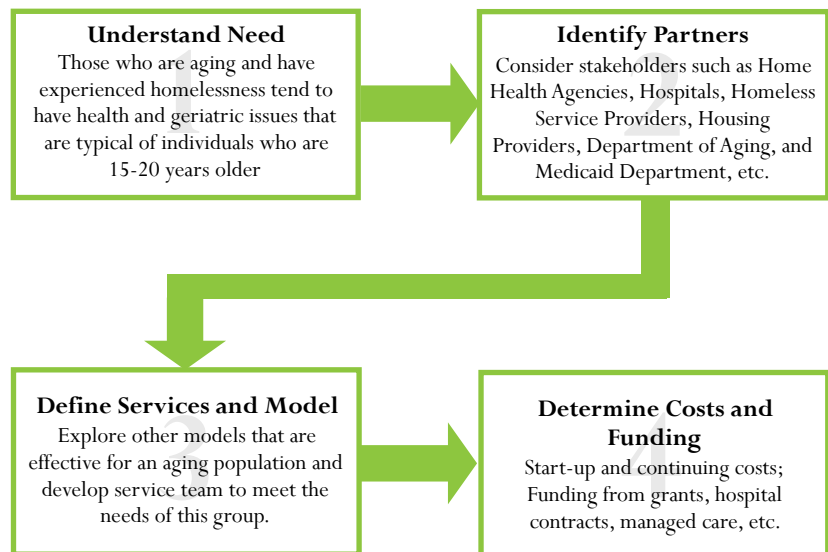 1
Understand Need
Those who are aging and have
experienced homelessness tend to
have health and geriatric issues that
are typical of individuals who are
15-20 years older
2
Identify Partners
Consider stakeholders such as Home
Health Agencies, Hospitals, Homeless
Service Providers, Housing
Providers, Department of Aging, and
Medicaid Department, etc.
3
Define Services and Model
Explore other models that are
effective for an aging population and
develop service team to meet the
needs of this group.
4
Determine Costs and
Funding
Start-up and continuing costs;
Funding from grants, hospital
contracts, managed care, etc.